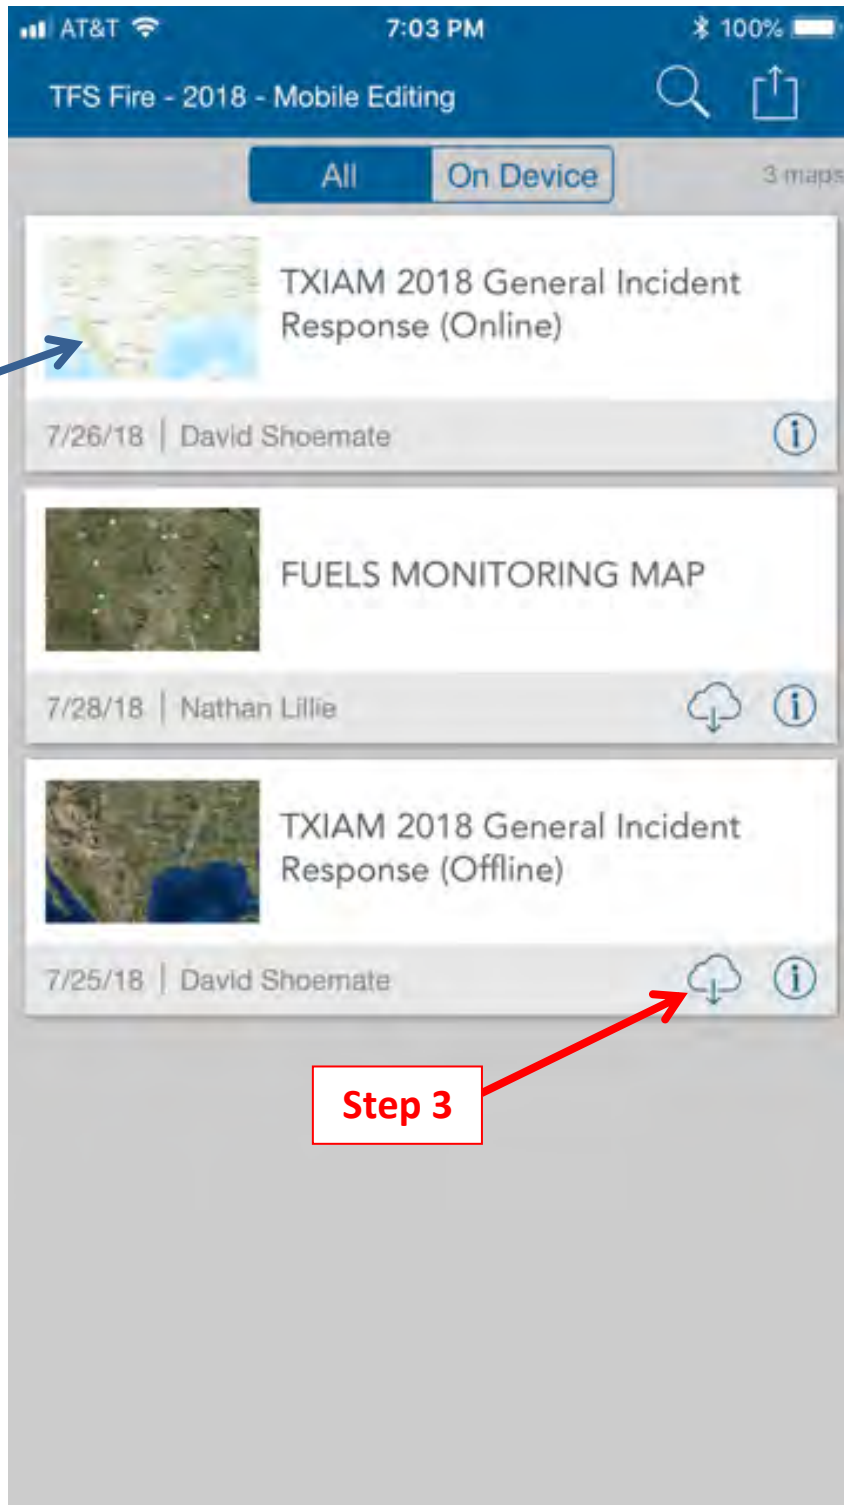 AT&T 7:03 PM 100%
TFS Fire - 2018 - Mobile Editing
All On Device 3 maps
TXIAM 2018 General Incident
Response (Online)
7/26/18 | David Shoemate
FUELS MONITORING MAP
7/28/18 | Nathan Lillie
TXIAM 2018 General Incident
Response (Offline)
7/25/18 | David Shoemate
Step 3